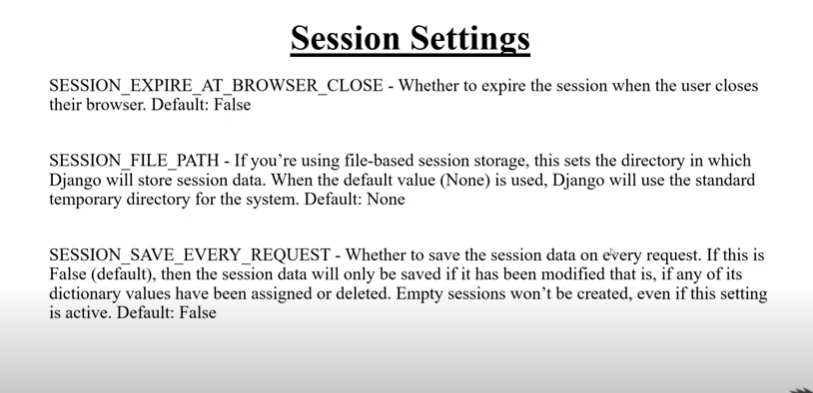 Session Settings
SESSION_EXPIRE_AT_BROWSER_CLOSE - Whether to expire the session when the user closes
their browser. Default: False
SESSION_FILE_PATH - If you’re using file-based session storage, this sets the directory in which
Django will store session data. When the default value (None) is used, Django will use the standard
temporary directory for the system. Default: None
SESSION_SAVE_EVERY_REQUEST - Whether to save the session data on every request. If this is
False (default), then the session data will only be saved if it has been modified that is, if any of its
dictionary values have been assigned or deleted. Empty sessions won’t be created, even if this setting
is active. Default: False